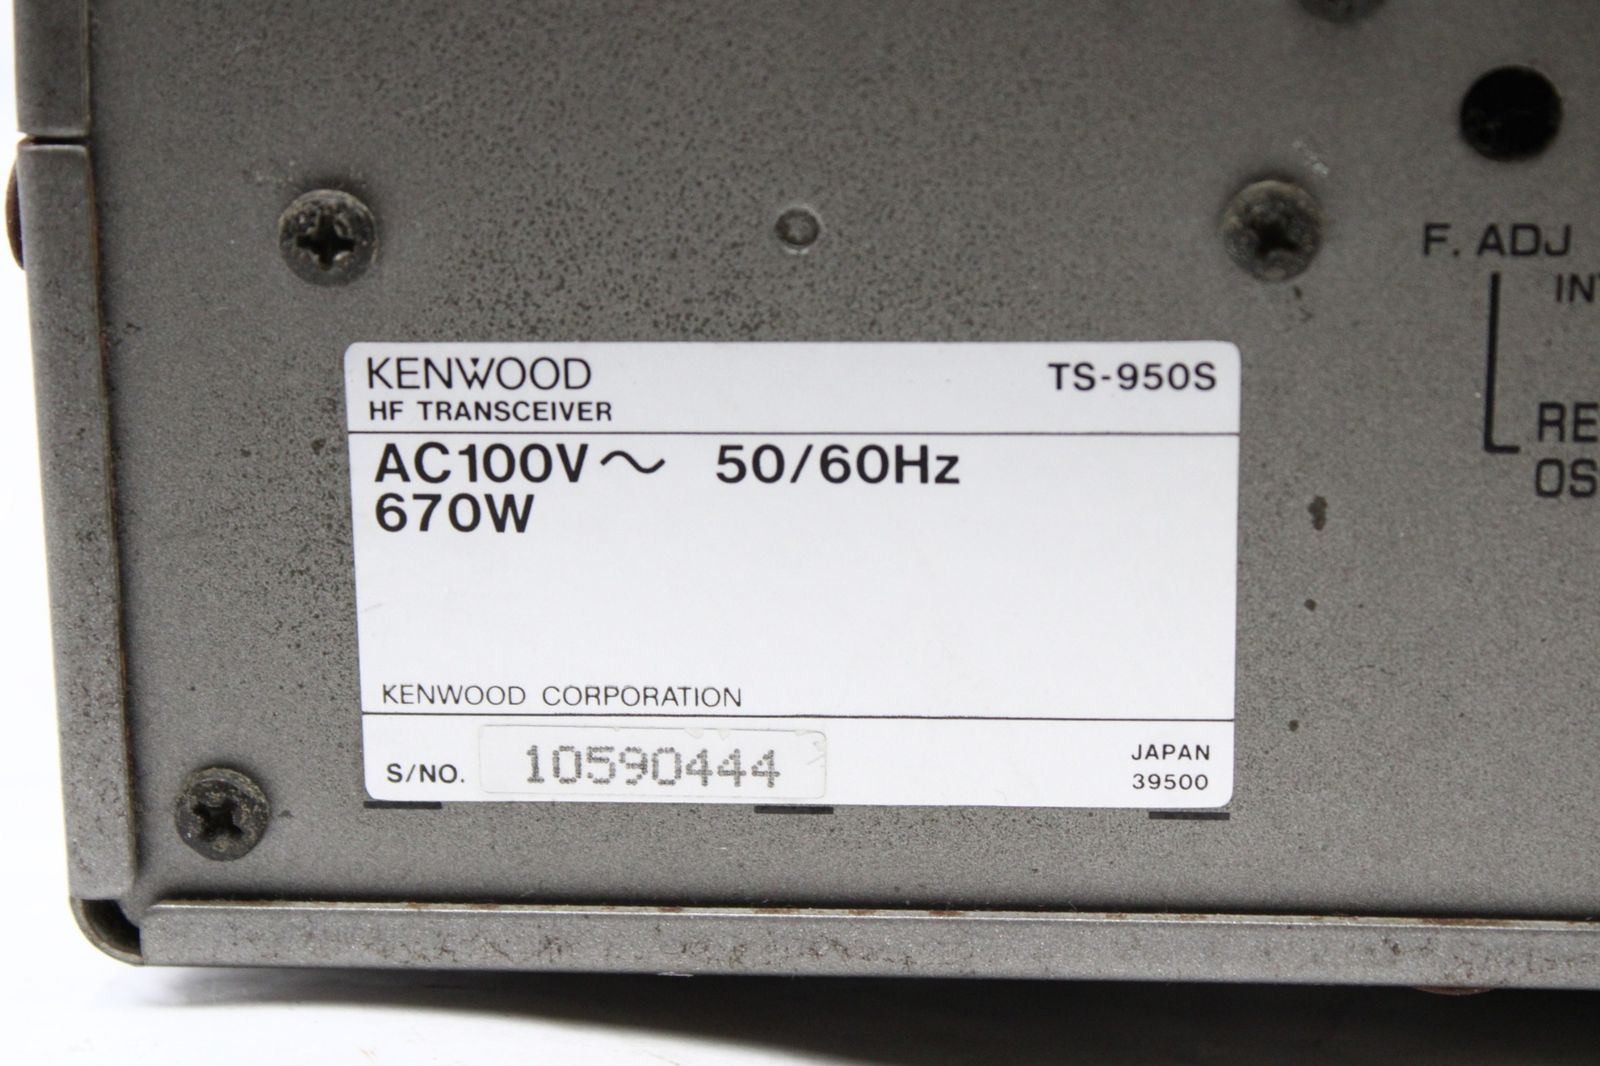 KENWOOD TS-950S
HF TRANSCEIVER
AC100V～ 50/60Hz
670W
KENWOOD CORPORATION
S/NO. 10590444
JAPAN
39500
F. ADJ